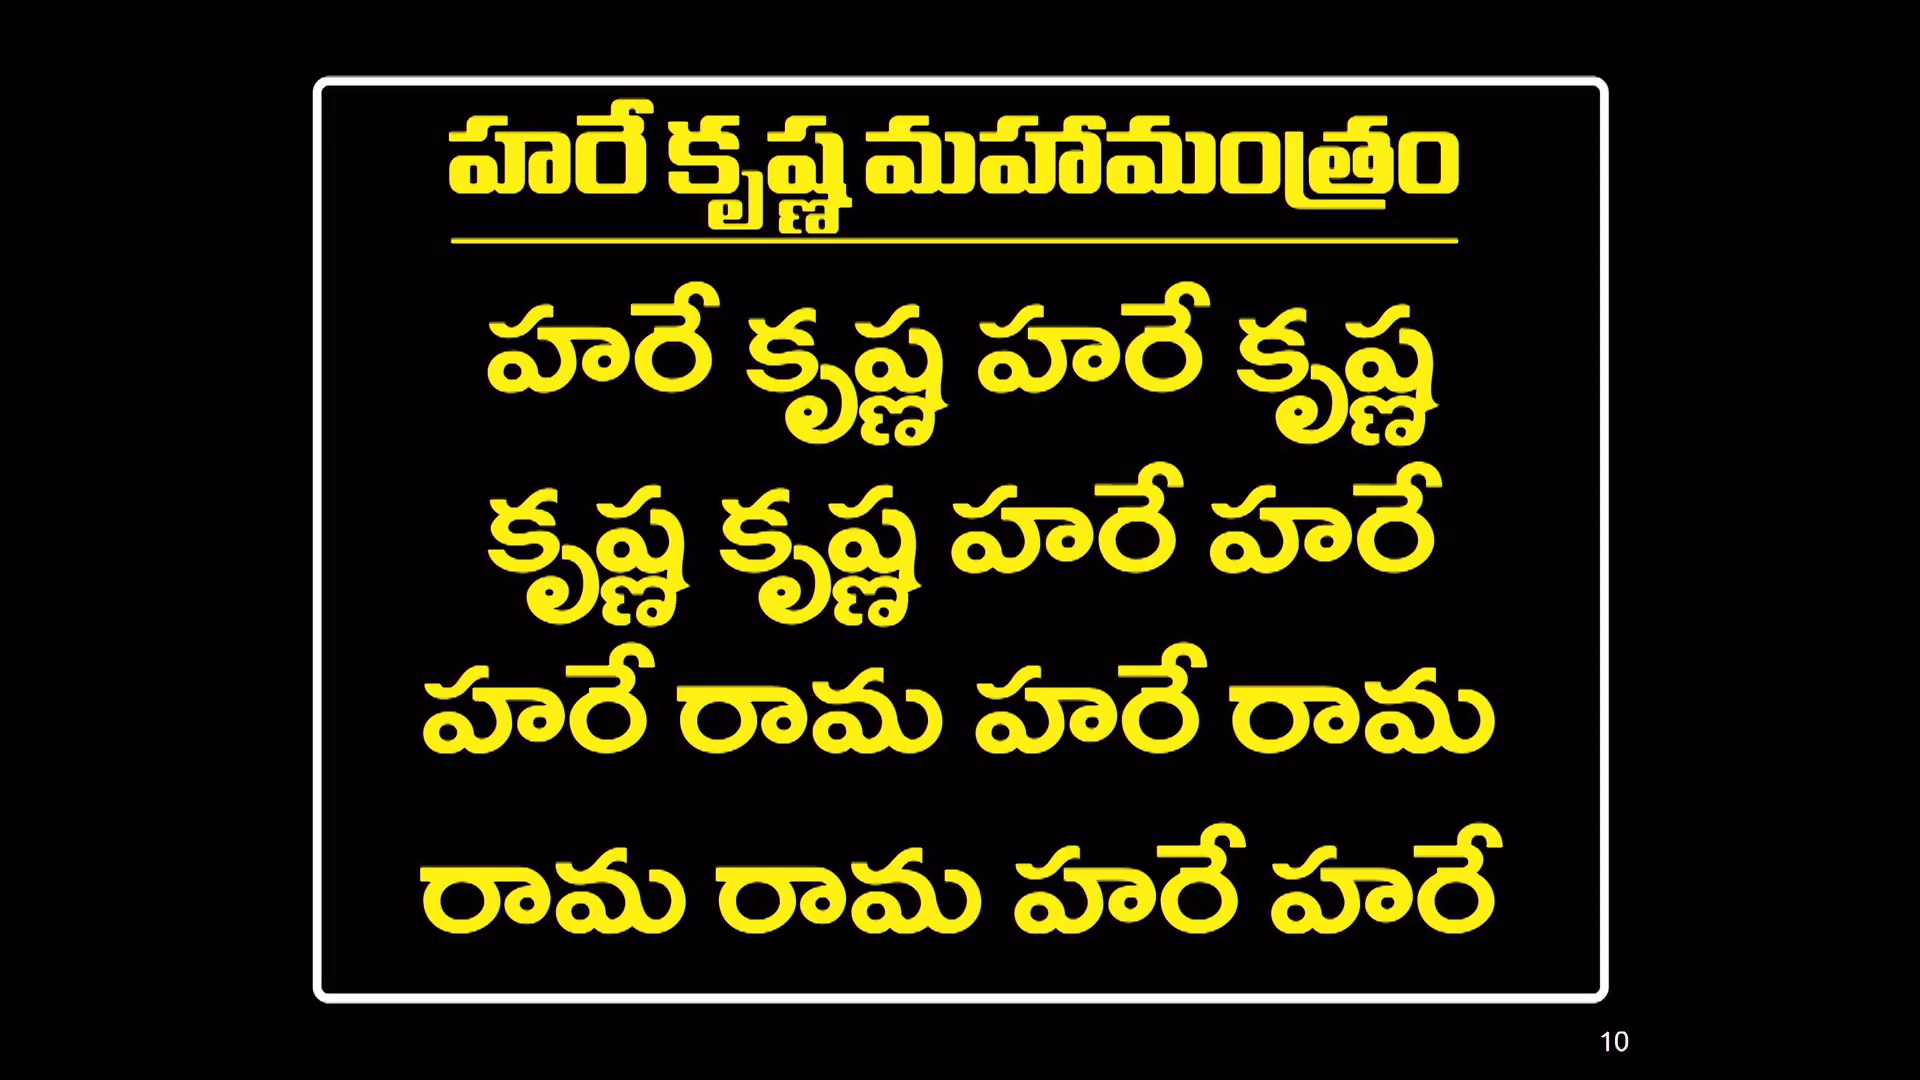 హరే కృష్ణ మహామంత్రం
హరే కృష్ణ హరే కృష్ణ
కృష్ణ కృష్ణ హరే హరే
హరే రామ హరే రామ
రామ రామ హరే హరే
10